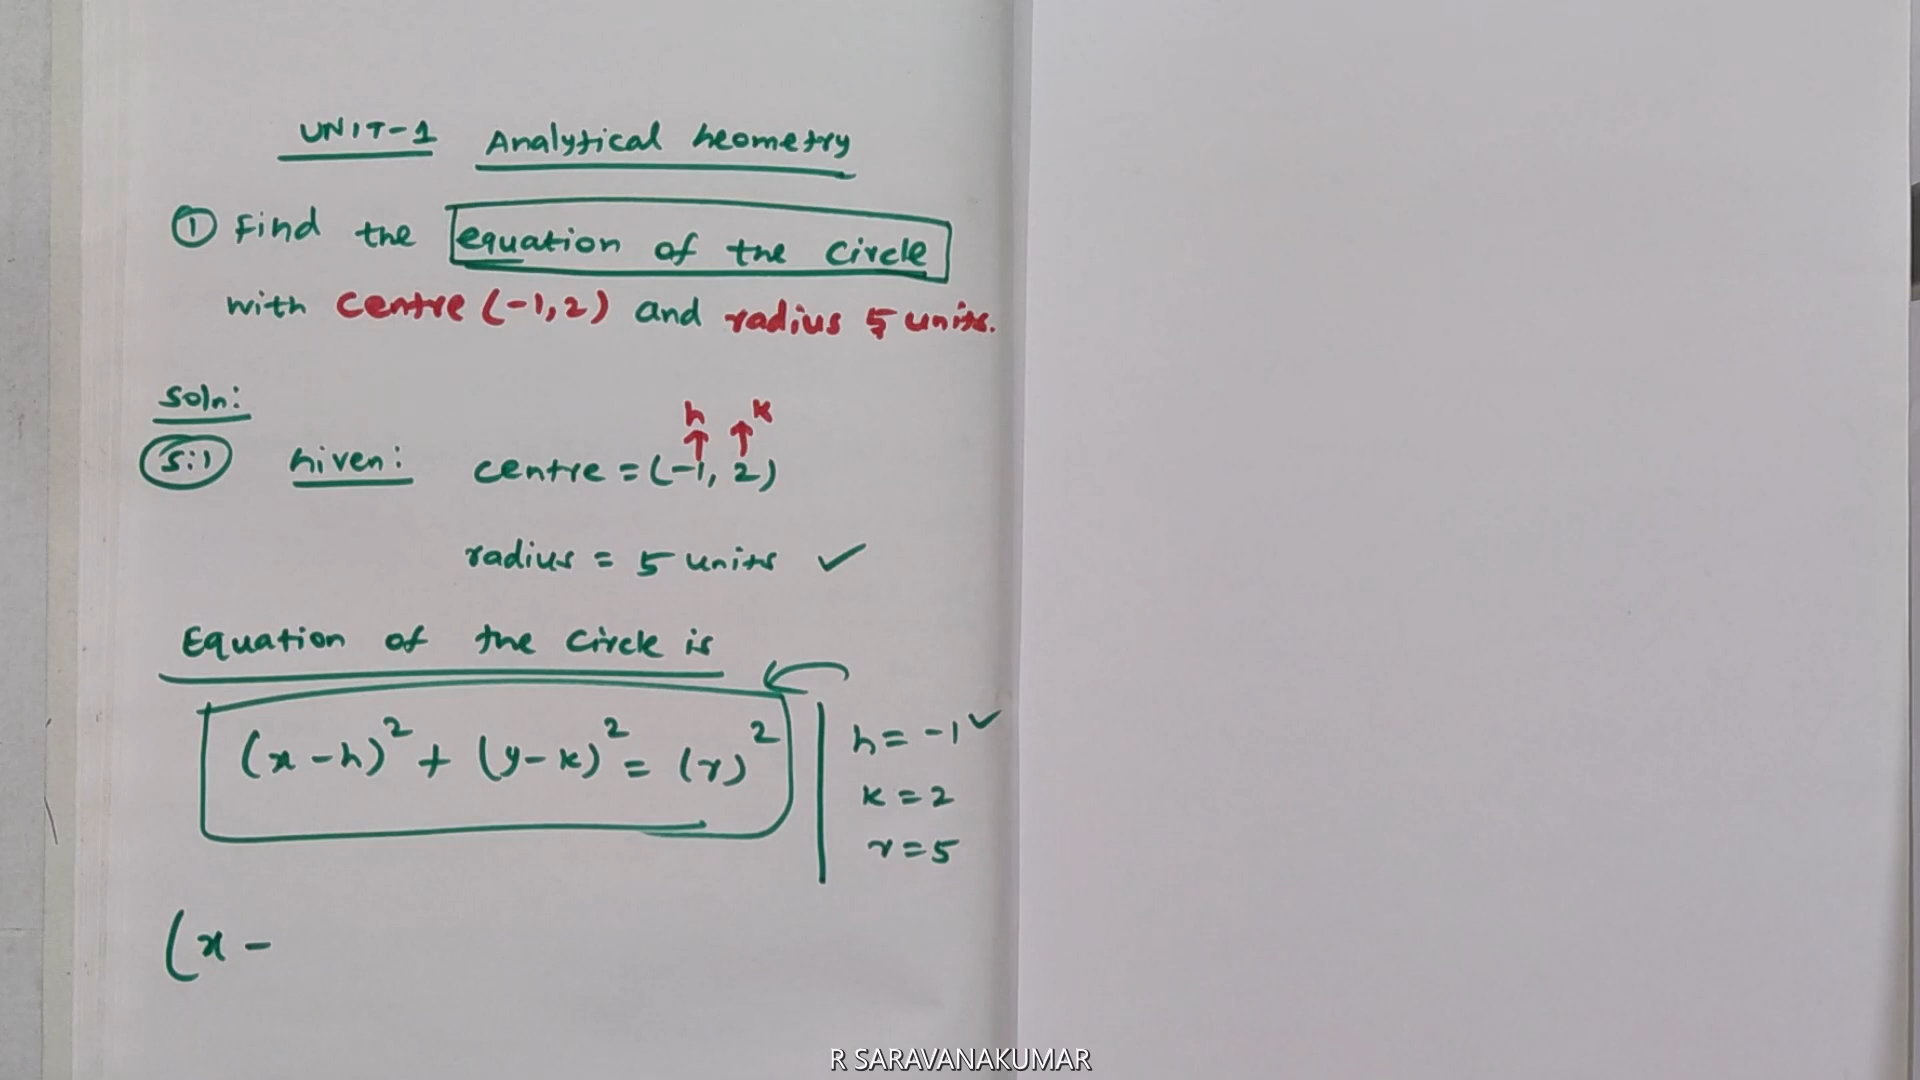 UNIT-1 Analytical Geometry
① Find the equation of the circle
with centre (-1,2) and radius 5 units.
Soln:
h k
S:1 Given: centre = (-1, 2)
radius = 5 units ✓
Equation of the circle is
(x-h)² + (y-k)² = (r)²
h = -1 ✓
k = 2
r = 5
(x -
R SARAVANAKUMAR